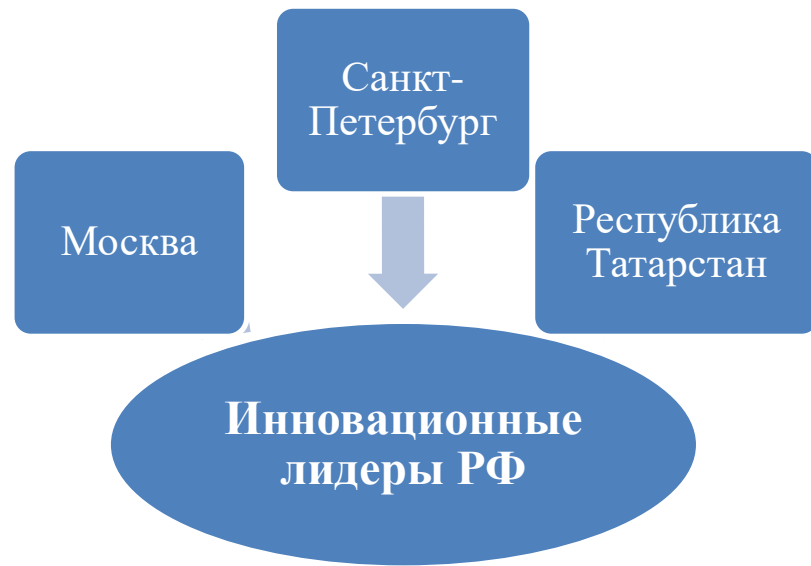 Санкт-
Петербург
Москва
Республика
Татарстан
Инновационные
лидеры РФ